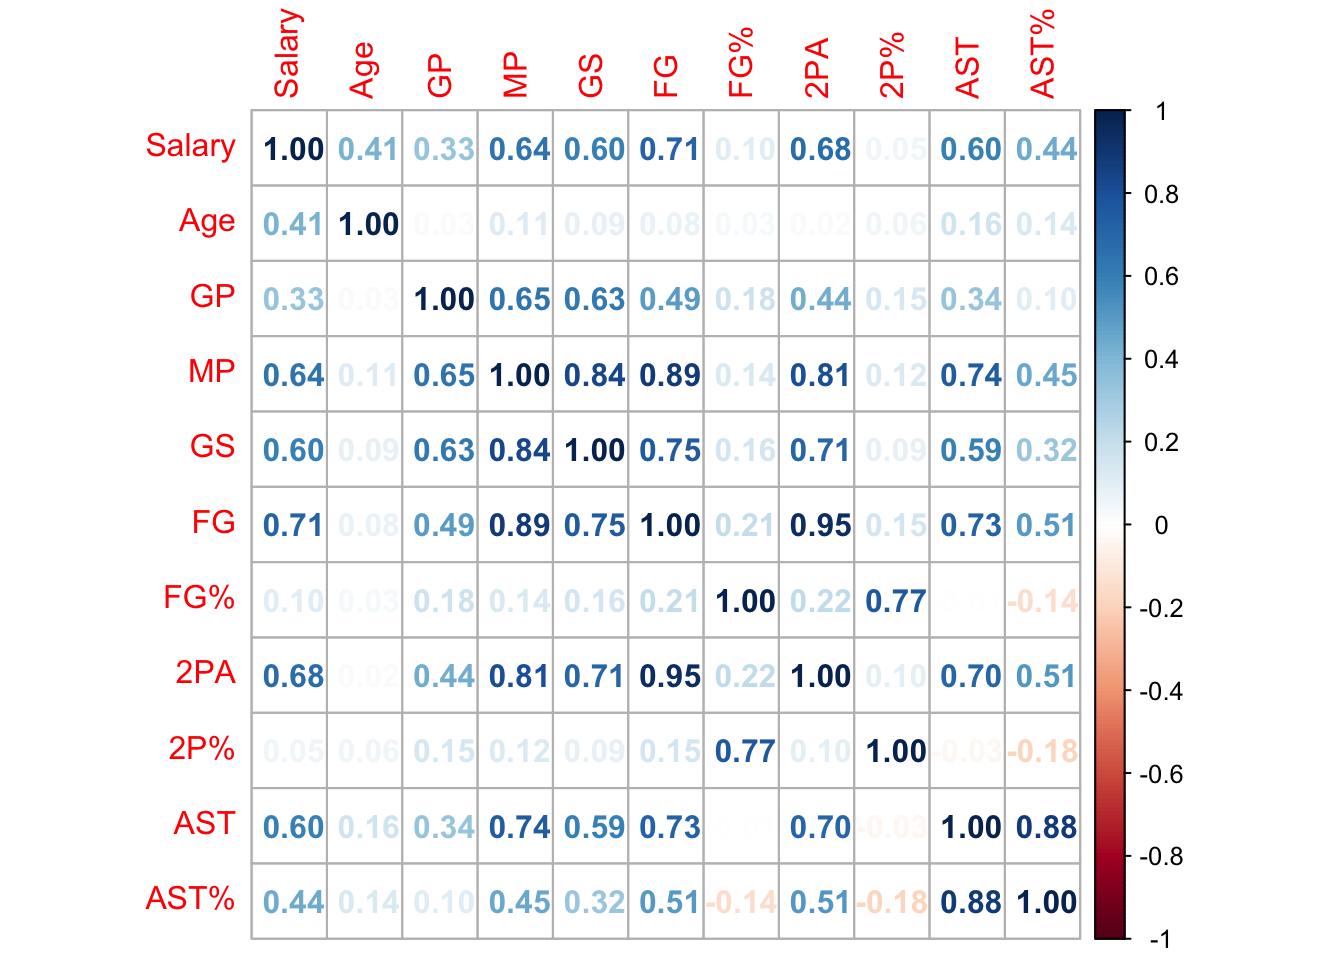 Salary Age GP MP GS FG FG% 2PA 2P% AST AST%
Salary 1.00 0.41 0.33 0.64 0.60 0.71 0.10 0.68 0.05 0.60 0.44
Age 0.41 1.00 0.03 0.11 0.09 0.08 0.03 0.02 0.06 0.16 0.14
GP 0.33 0.03 1.00 0.65 0.63 0.49 0.18 0.44 0.15 0.34 0.10
MP 0.64 0.11 0.65 1.00 0.84 0.89 0.14 0.81 0.12 0.74 0.45
GS 0.60 0.09 0.63 0.84 1.00 0.75 0.16 0.71 0.09 0.59 0.32
FG 0.71 0.08 0.49 0.89 0.75 1.00 0.21 0.95 0.15 0.73 0.51
FG% 0.10 0.03 0.18 0.14 0.16 0.21 1.00 0.22 0.77 -0.14
2PA 0.68 0.02 0.44 0.81 0.71 0.95 0.22 1.00 0.10 0.70 0.51
2P% 0.05 0.06 0.15 0.12 0.09 0.15 0.77 0.10 1.00 -0.03 -0.18
AST 0.60 0.16 0.34 0.74 0.59 0.73 0.70 -0.03 1.00 0.88
AST% 0.44 0.14 0.10 0.45 0.32 0.51 -0.14 0.51 -0.18 0.88 1.00
1
0.8
0.6
0.4
0.2
0
-0.2
-0.4
-0.6
-0.8
-1